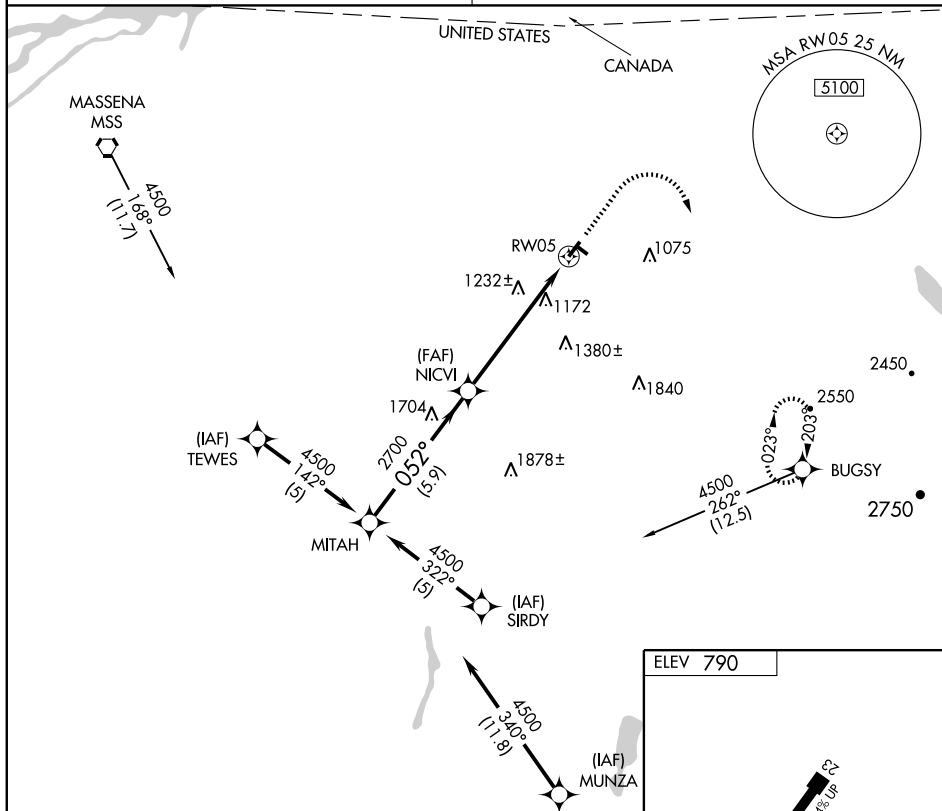 UNITED STATES
CANADA
MSA RW05 25 NM
5100
MASSENA
MSS
4500
168°
(11.7)
RW05
1075
1232±
1172
1380±
(FAF)
NICVI
1840
2450
1704
2550
(IAF)
TEWES
4500
142°
(5)
2700
052°
(5.9)
1878±
023°
203°
BUGSY
4500
262°
(12.5)
2750
MITAH
4500
322°
(5)
(IAF)
SIRDY
ELEV 790
4500
340°
(11.8)
(IAF)
MUNZA
23
UP